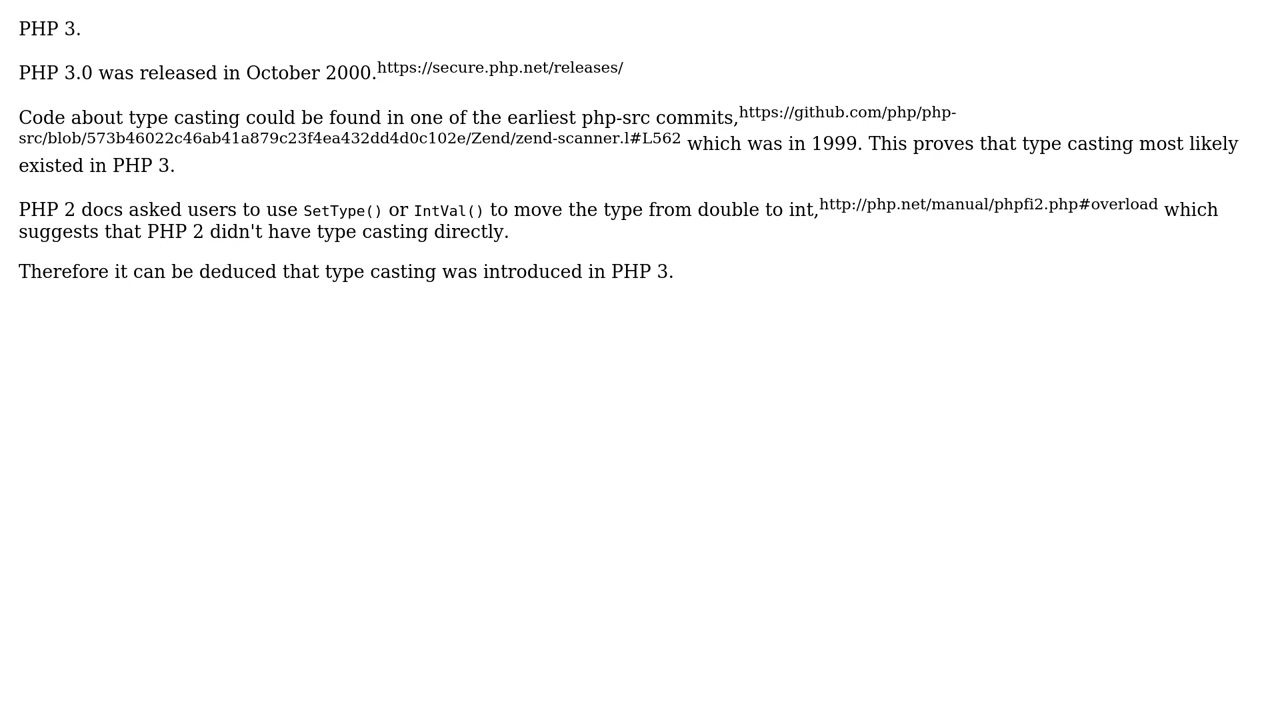 PHP 3.
PHP 3.0 was released in October 2000.https://secure.php.net/releases/
Code about type casting could be found in one of the earliest php-src commits,https://github.com/php/php-
src/blob/573b46022c46ab41a879c23f4ea432dd4d0c102e/Zend/zend-scanner.l#L562 which was in 1999. This proves that type casting most likely
existed in PHP 3.
PHP 2 docs asked users to use SetType() or IntVal() to move the type from double to int,http://php.net/manual/phpfi2.php#overload which
suggests that PHP 2 didn't have type casting directly.
Therefore it can be deduced that type casting was introduced in PHP 3.